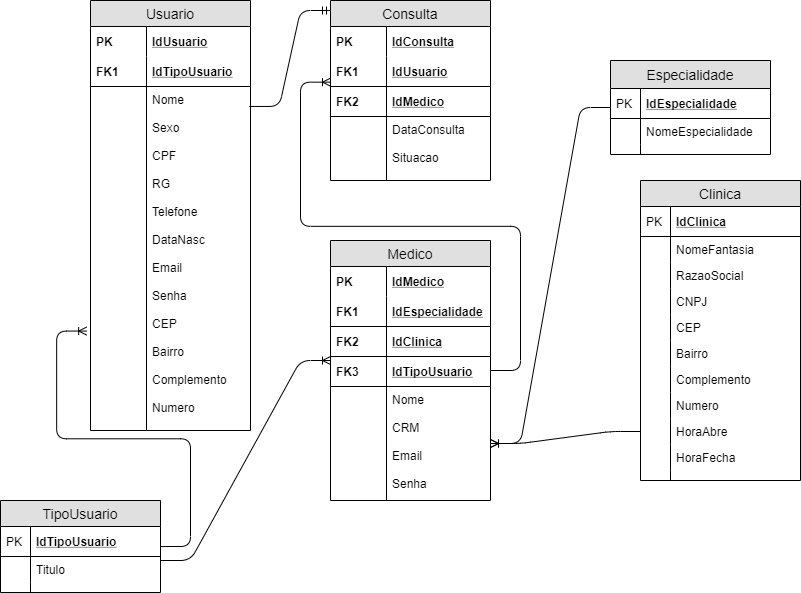 Usuario
PK IdUsuario
FK1 IdTipoUsuario
Nome
Sexo
CPF
RG
Telefone
DataNasc
Email
Senha
CEP
Bairro
Complemento
Numero
Consulta
PK IdConsulta
FK1 IdUsuario
FK2 IdMedico
DataConsulta
Situacao
Especialidade
PK IdEspecialidade
NomeEspecialidade
Clinica
PK IdClinica
NomeFantasia
RazaoSocial
CNPJ
CEP
Bairro
Complemento
Numero
HoraAbre
HoraFecha
Medico
PK IdMedico
FK1 IdEspecialidade
FK2 IdClinica
FK3 IdTipoUsuario
Nome
CRM
Email
Senha
TipoUsuario
PK IdTipoUsuario
Titulo